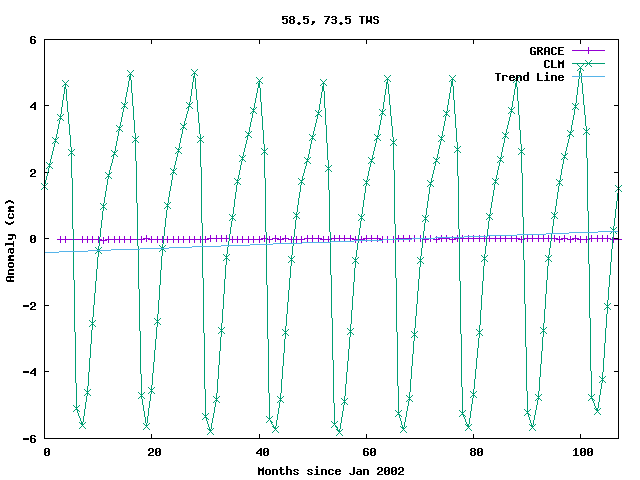 58.5, 73.5 TWS
GRACE
CLM
Trend Line
6
4
2
0
-2
-4
-6
Anomaly (cm)
0 20 40 60 80 100
Months since Jan 2002